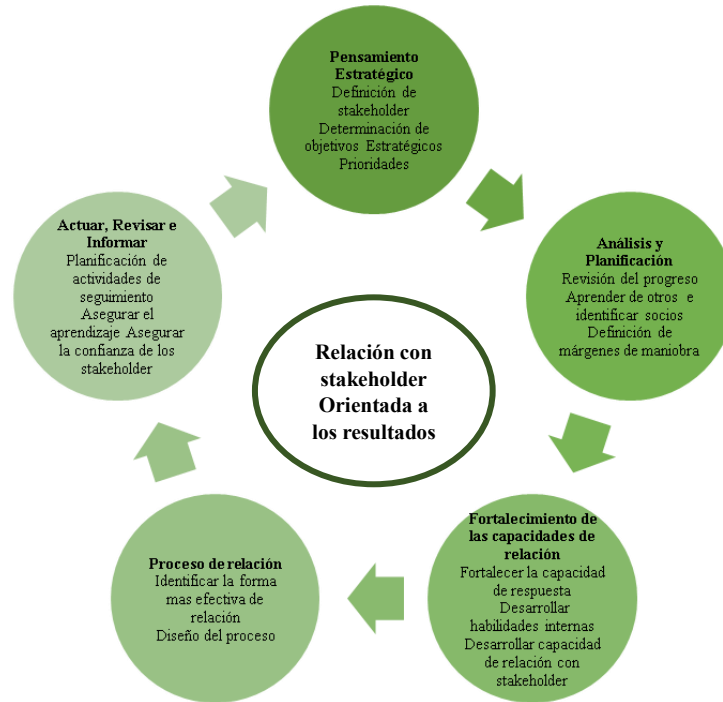 Pensamiento
Estratégico
Definición de
stakeholder
Determinación de
objetivos Estratégicos
Prioridades
Análisis y
Planificación
Revisión del progreso
Aprender de otros e
identificar socios
Definición de
márgenes de maniobra
Fortalecimiento de
las capacidades de
relación
Fortalecer la capacidad
de respuesta
Desarrollar
habilidades internas
Desarrollar capacidad
de relación con
stakeholder
Proceso de relación
Identificar la forma
mas efectiva de
relación
Diseño del proceso
Actuar, Revisar e
Informar
Planificación de
actividades de
seguimiento
Asegurar el
aprendizaje Asegurar
la confianza de los
stakeholder
Relación con
stakeholder
Orientada a
los resultados